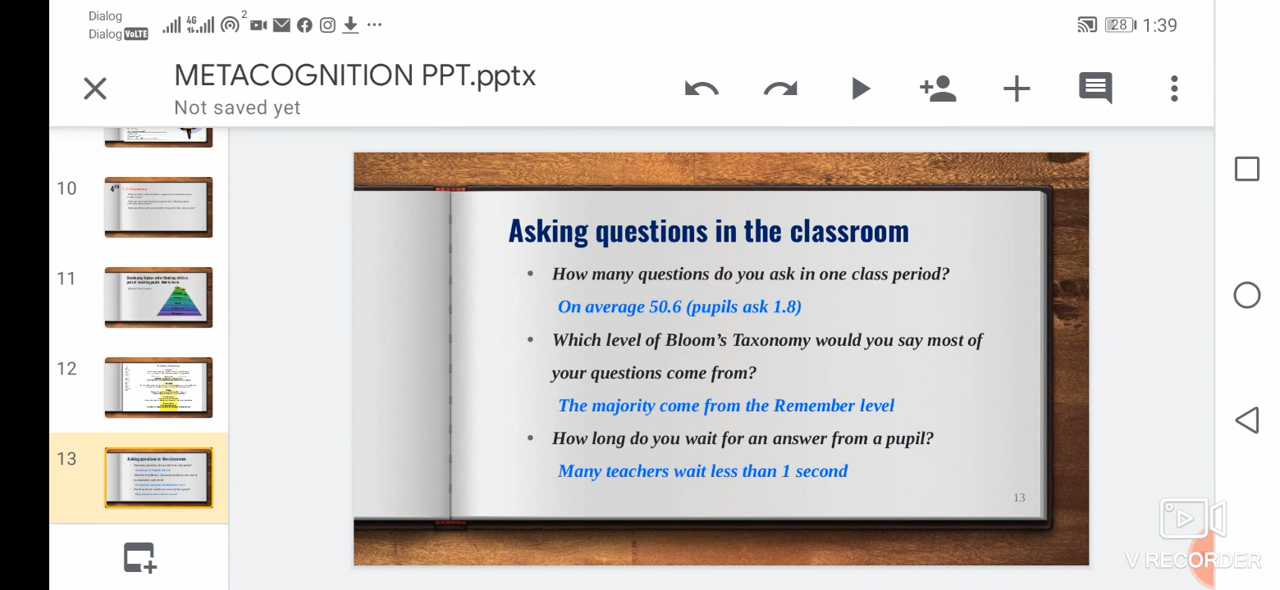 Dialog
Dialog VoLTE
4G
2
28
1:39
METACOGNITION PPT.pptx
Not saved yet
10
11
12
13
Asking questions in the classroom
• How many questions do you ask in one class period?
On average 50.6 (pupils ask 1.8)
• Which level of Bloom's Taxonomy would you say most of
your questions come from?
The majority come from the Remember level
• How long do you wait for an answer from a pupil?
Many teachers wait less than 1 second
13
V RECORDER